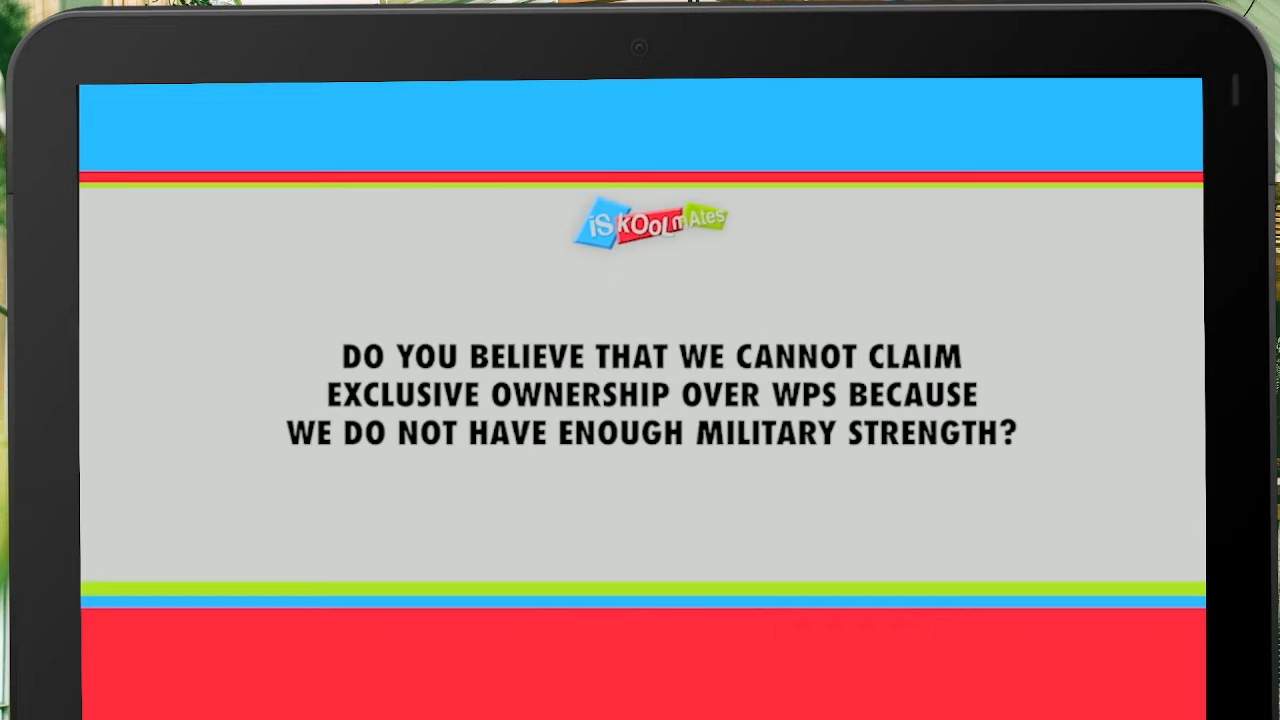 iskoolmAtes
DO YOU BELIEVE THAT WE CANNOT CLAIM
EXCLUSIVE OWNERSHIP OVER WPS BECAUSE
WE DO NOT HAVE ENOUGH MILITARY STRENGTH?